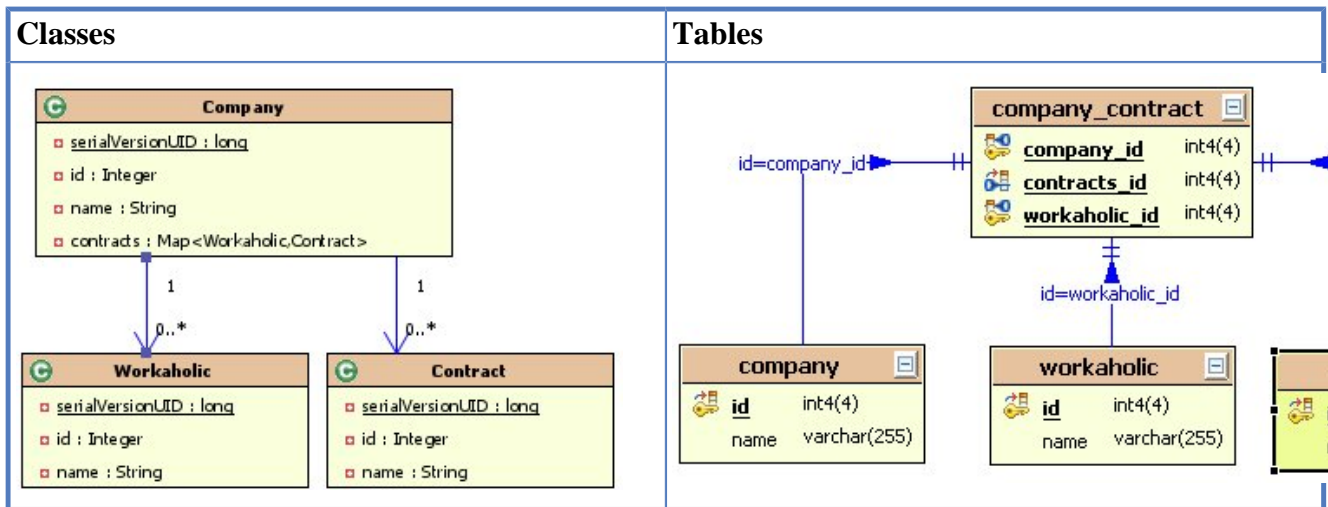 Classes
Tables
Company
serialVersionUID : long
id : Integer
name : String
contracts : Map<Workaholic,Contract>
1
0..*
1
0..*
Workaholic
serialVersionUID : long
id : Integer
name : String
Contract
serialVersionUID : long
id : Integer
name : String
company_contract
company_id int4(4)
contracts_id int4(4)
workaholic_id int4(4)
id=company_id
id=workaholic_id
company
id int4(4)
name varchar(255)
workaholic
id int4(4)
name varchar(255)